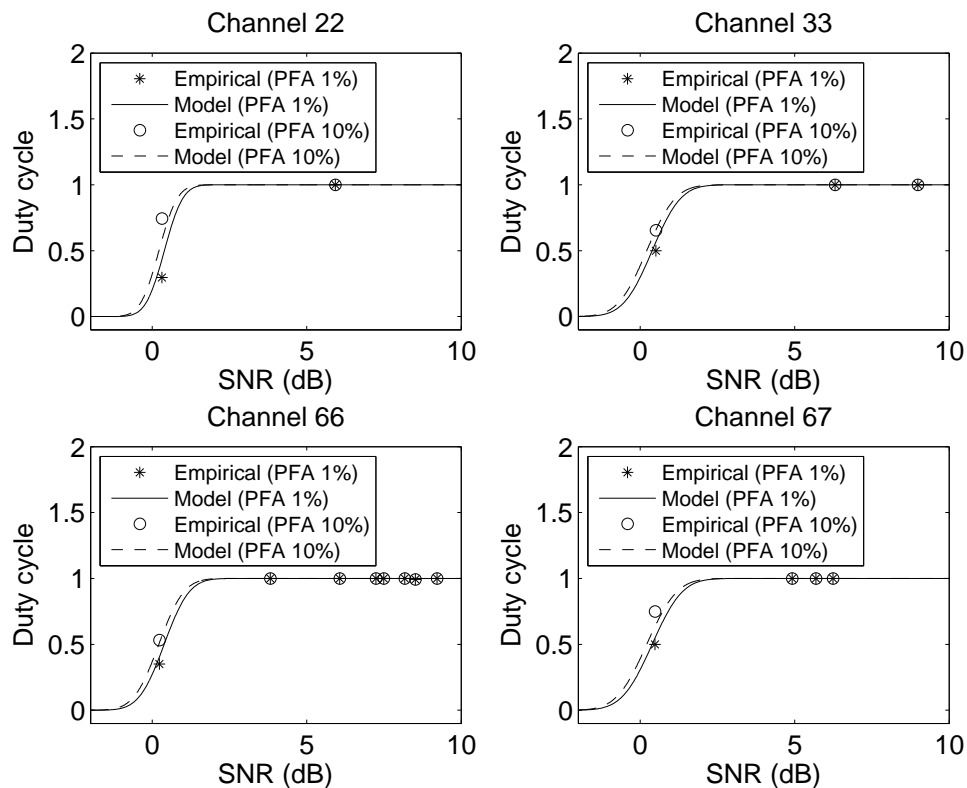 Channel 22
2
1.5
1
0.5
0
Duty cycle
Empirical (PFA 1%)
Model (PFA 1%)
Empirical (PFA 10%)
Model (PFA 10%)
0
5
10
SNR (dB)
Channel 33
2
1.5
1
0.5
0
Duty cycle
Empirical (PFA 1%)
Model (PFA 1%)
Empirical (PFA 10%)
Model (PFA 10%)
0
5
10
SNR (dB)
Channel 66
2
1.5
1
0.5
0
Duty cycle
Empirical (PFA 1%)
Model (PFA 1%)
Empirical (PFA 10%)
Model (PFA 10%)
0
5
10
SNR (dB)
Channel 67
2
1.5
1
0.5
0
Duty cycle
Empirical (PFA 1%)
Model (PFA 1%)
Empirical (PFA 10%)
Model (PFA 10%)
0
5
10
SNR (dB)